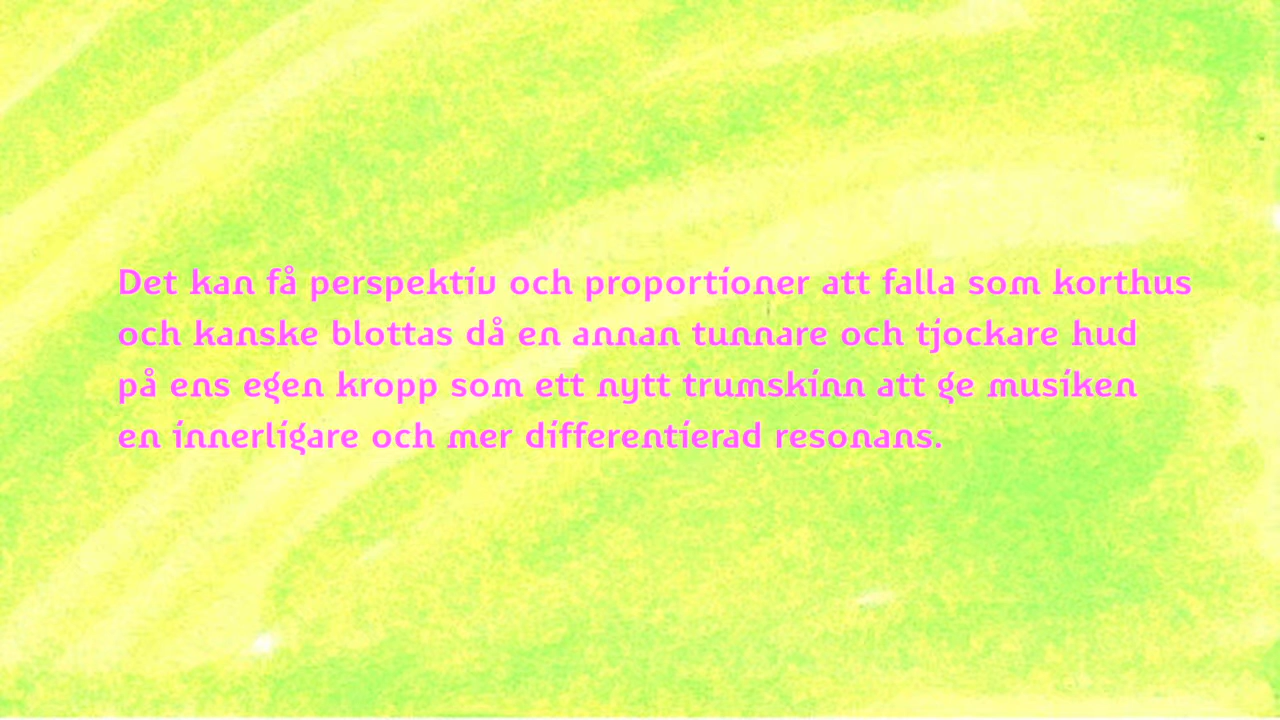 Det kan få perspektiv och proportioner att falla som korthus
och kanske blottas då en annan tunnare och tjockare hud
på ens egen kropp som ett nytt trumskinn att ge musiken
en innerligare och mer differentierad resonans.